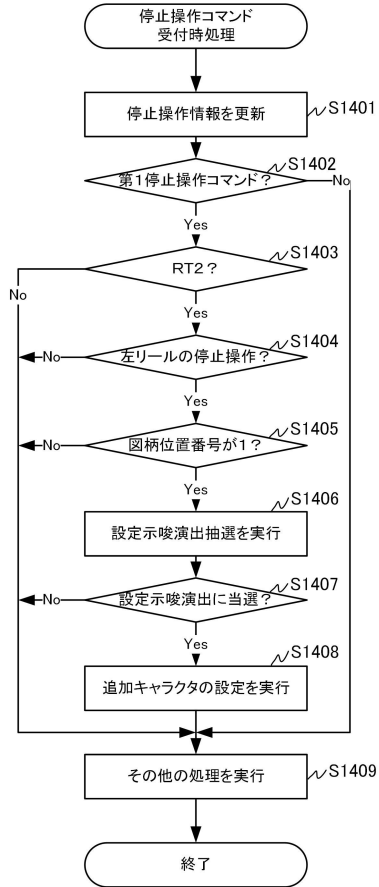 停止操作コマンド
受付時処理
停止操作情報を更新
S1401
第1停止操作コマンド?
S1402
No
Yes
RT2?
S1403
No
Yes
左リールの停止操作?
S1404
No
Yes
図柄位置番号が1?
S1405
No
Yes
設定示唆演出抽選を実行
S1406
設定示唆演出に当選?
S1407
No
Yes
追加キャラクタの設定を実行
S1408
その他の処理を実行
S1409
終了